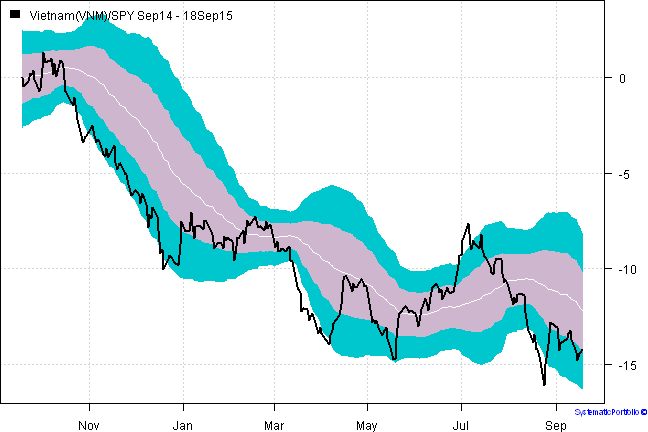 Vietnam(VNM)/SPY Sep14 - 18Sep15
0
-5
-10
-15
Nov Jan Mar May Jul Sep
SystematicPortfolio ©